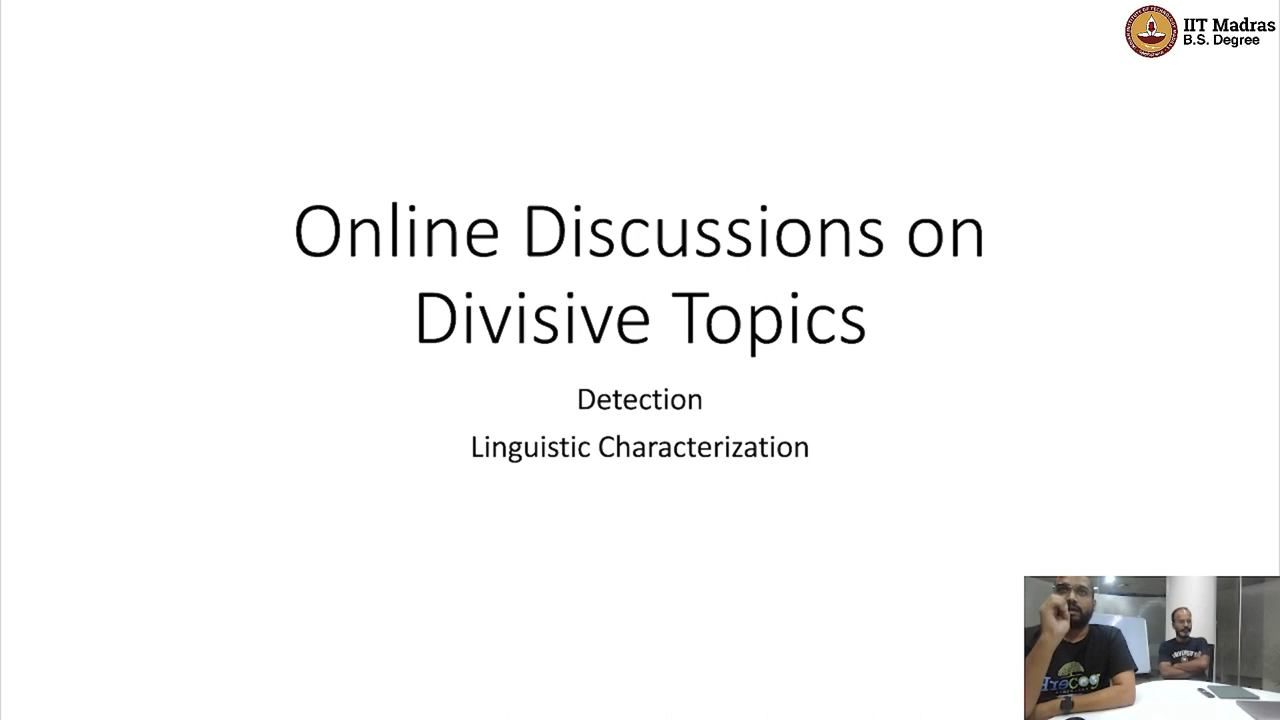 IIT Madras
B.S. Degree
Online Discussions on
Divisive Topics
Detection
Linguistic Characterization